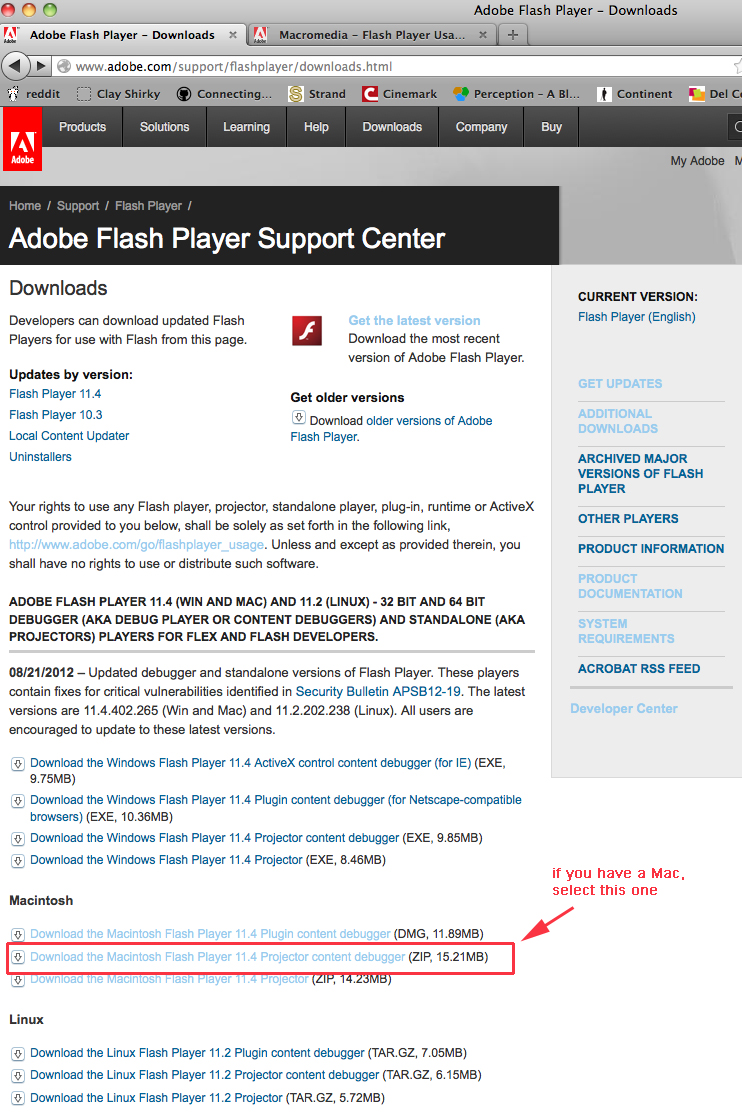 Adobe Flash Player – Downloads
Adobe Flash Player – Downloads
Macromedia – Flash Player Usa...
www.adobe.com/support/flashplayer/downloads.html
reddit
Clay Shirky
Connecting...
Strand
Cinemark
Perception – A Bl...
Continent
Del Co
Adobe
Products
Solutions
Learning
Help
Downloads
Company
Buy
My Adobe
M
Home / Support / Flash Player /
Adobe Flash Player Support Center
Downloads
Developers can download updated Flash
Players for use with Flash from this page.
Updates by version:
Flash Player 11.4
Flash Player 10.3
Local Content Updater
Uninstallers
Get the latest version
Download the most recent
version of Adobe Flash Player.
Get older versions
Download older versions of Adobe
Flash Player.
Your rights to use any Flash player, projector, standalone player, plug-in, runtime or ActiveX
control provided to you below, shall be solely as set forth in the following link,
http://www.adobe.com/go/flashplayer_usage. Unless and except as provided therein, you
shall have no rights to use or distribute such software.
ADOBE FLASH PLAYER 11.4 (WIN AND MAC) AND 11.2 (LINUX) - 32 BIT AND 64 BIT
DEBUGGER (AKA DEBUG PLAYER OR CONTENT DEBUGGERS) AND STANDALONE (AKA
PROJECTORS) PLAYERS FOR FLEX AND FLASH DEVELOPERS.
08/21/2012 – Updated debugger and standalone versions of Flash Player. These players
contain fixes for critical vulnerabilities identified in Security Bulletin APSB12-19. The latest
versions are 11.4.402.265 (Win and Mac) and 11.2.202.238 (Linux). All users are
encouraged to update to these latest versions.
Download the Windows Flash Player 11.4 ActiveX control content debugger (for IE) (EXE,
9.75MB)
Download the Windows Flash Player 11.4 Plugin content debugger (for Netscape-compatible
browsers) (EXE, 10.36MB)
Download the Windows Flash Player 11.4 Projector content debugger (EXE, 9.85MB)
Download the Windows Flash Player 11.4 Projector (EXE, 8.46MB)
Macintosh
Download the Macintosh Flash Player 11.4 Plugin content debugger (DMG, 11.89MB)
Download the Macintosh Flash Player 11.4 Projector content debugger (ZIP, 15.21MB)
Download the Macintosh Flash Player 11.4 Projector (ZIP, 14.23MB)
Linux
Download the Linux Flash Player 11.2 Plugin content debugger (TAR.GZ, 7.05MB)
Download the Linux Flash Player 11.2 Projector content debugger (TAR.GZ, 6.15MB)
Download the Linux Flash Player 11.2 Projector (TAR.GZ, 5.72MB)
CURRENT VERSION:
Flash Player (English)
GET UPDATES
ADDITIONAL
DOWNLOADS
ARCHIVED MAJOR
VERSIONS OF FLASH
PLAYER
OTHER PLAYERS
PRODUCT INFORMATION
PRODUCT
DOCUMENTATION
SYSTEM
REQUIREMENTS
ACROBAT RSS FEED
Developer Center
if you have a Mac,
select this one